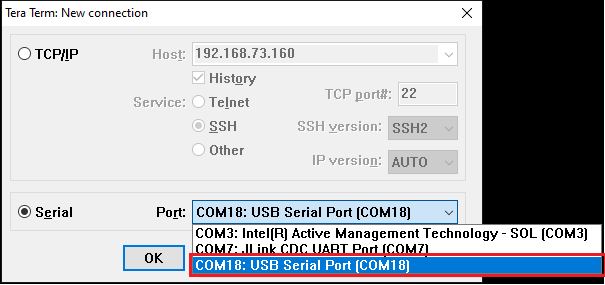 Tera Term: New connection
TCP/IP
Host: 192.168.73.160
History
Service: Telnet
TCP port#: 22
SSH
SSH version: SSH2
Other
IP version: AUTO
Serial
Port: COM18: USB Serial Port (COM18)
COM3: Intel(R) Active Management Technology - SOL (COM3)
COM7: JLink CDC UART Port (COM7)
OK
COM18: USB Serial Port (COM18)